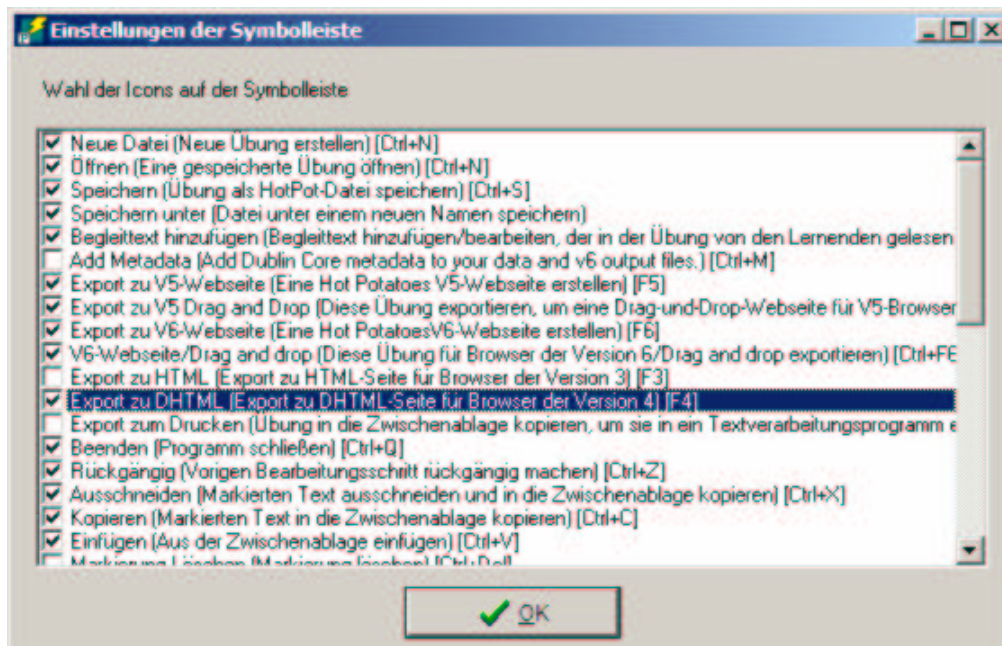 Einstellungen der Symbolleiste
Wahl der Icons auf der Symbolleiste
Neue Datei (Neue Übung erstellen) [Ctrl+N]
Öffnen (Eine gespeicherte Übung öffnen) [Ctrl+N]
Speichern (Übung als HotPot-Datei speichern) [Ctrl+S]
Speichern unter (Datei unter einem neuen Namen speichern)
Begleittext hinzufügen (Begleittext hinzufügen/bearbeiten, der in der Übung von den Lernenden gelesen
Add Metadata (Add Dublin Core metadata to your data and v6 output files.) [Ctrl+M]
Export zu V5-Webseite (Eine Hot Potatoes V5-Webseite erstellen) [F5]
Export zu V5 Drag and Drop (Diese Übung exportieren, um eine Drag-und-Drop-Webseite für V5-Browser
Export zu V6-Webseite (Eine Hot PotatoesV6-Webseite erstellen) [F6]
V6-Webseite/Drag and drop (Diese Übung für Browser der Version 6/Drag and drop exportieren) [Ctrl+F6
Export zu HTML (Export zu HTML-Seite für Browser der Version 3) [F3]
Export zu DHTML (Export zu DHTML-Seite für Browser der Version 4) [F4]
Export zum Drucken (Übung in die Zwischenablage kopieren, um sie in ein Textverarbeitungsprogramm e
Beenden (Programm schließen) [Ctrl+Q]
Rückgängig (Vorigen Bearbeitungsschritt rückgängig machen) [Ctrl+Z]
Ausschneiden (Markierten Text ausschneiden und in die Zwischenablage kopieren) [Ctrl+X]
Kopieren (Markierten Text in die Zwischenablage kopieren) [Ctrl+C]
Einfügen (Aus der Zwischenablage einfügen) [Ctrl+V]
Markierung Löschen (Markierung löschen) [Ctrl+Del]
OK